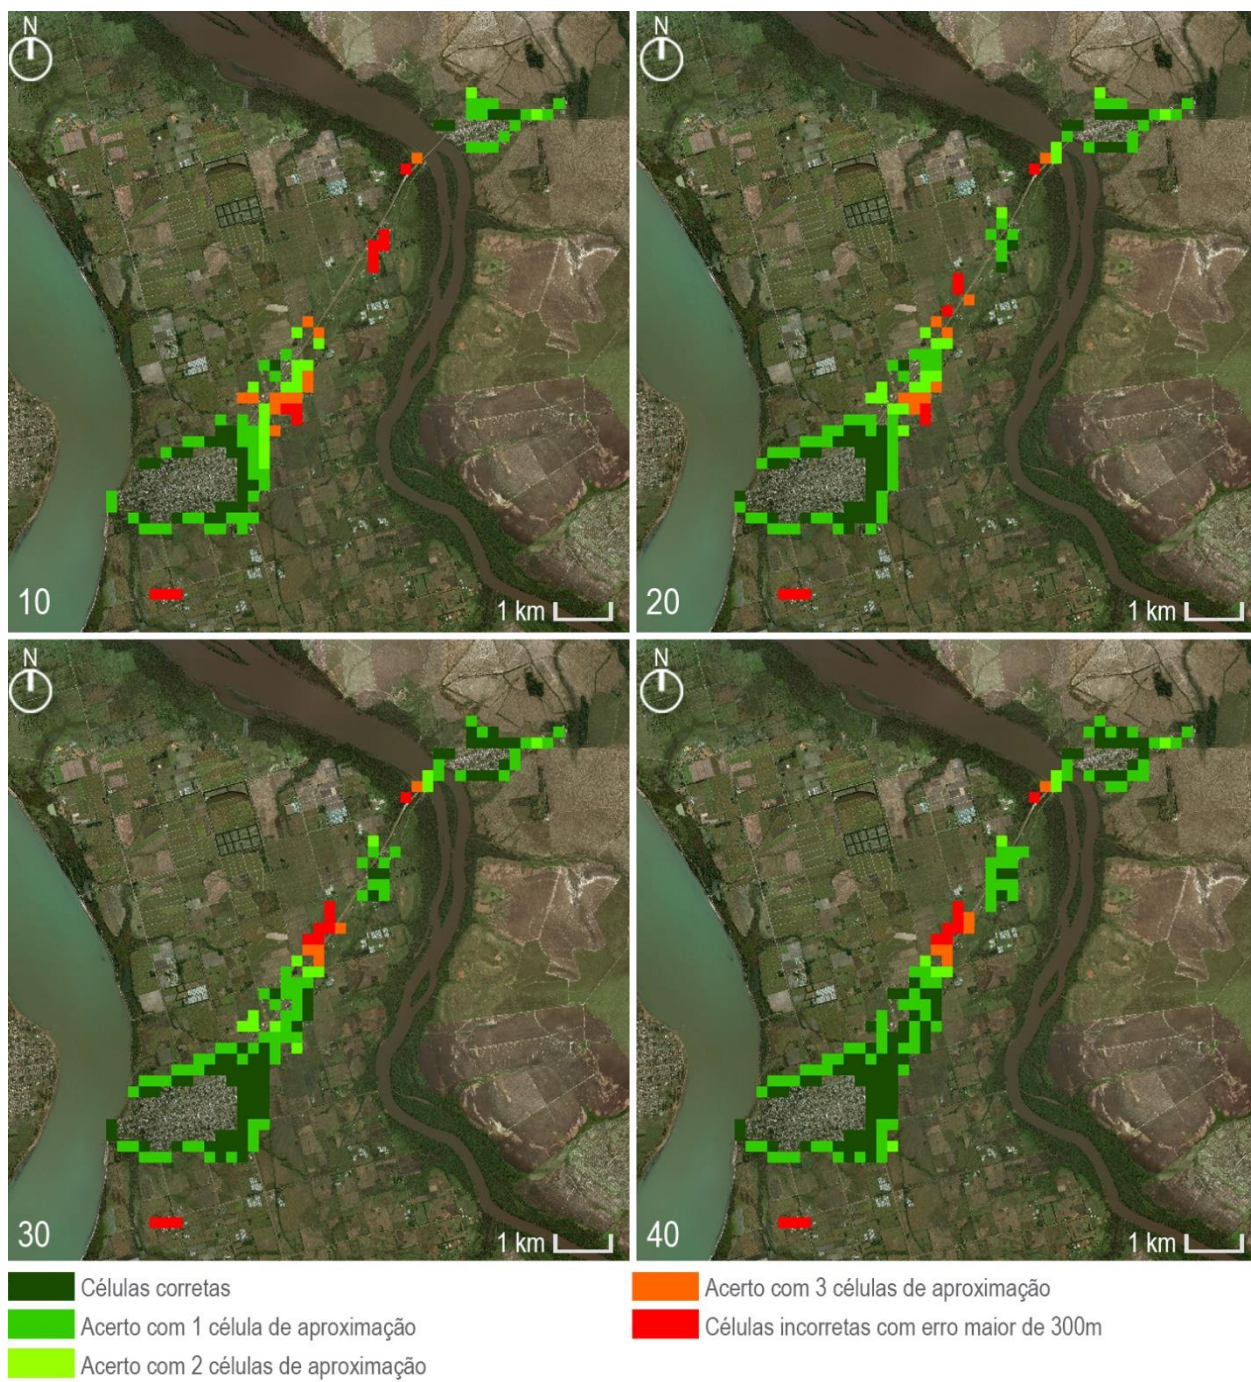 N
N
10
1 km
20
1 km
N
N
30
1 km
40
1 km
Células corretas
Acerto com 1 célula de aproximação
Acerto com 2 células de aproximação
Acerto com 3 células de aproximação
Células incorretas com erro maior de 300m